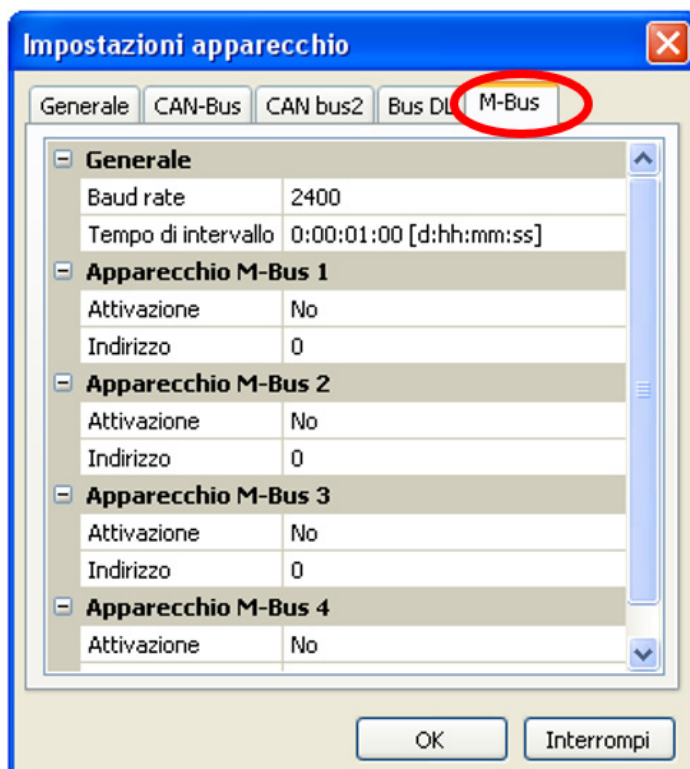 Impostazioni apparecchio
Generale CAN-Bus CAN bus2 Bus DL M-Bus
Generale
Baud rate 2400
Tempo di intervallo 0:00:01:00 [d:hh:mm:ss]
Apparecchio M-Bus 1
Attivazione No
Indirizzo 0
Apparecchio M-Bus 2
Attivazione No
Indirizzo 0
Apparecchio M-Bus 3
Attivazione No
Indirizzo 0
Apparecchio M-Bus 4
Attivazione No
OK Interrompi